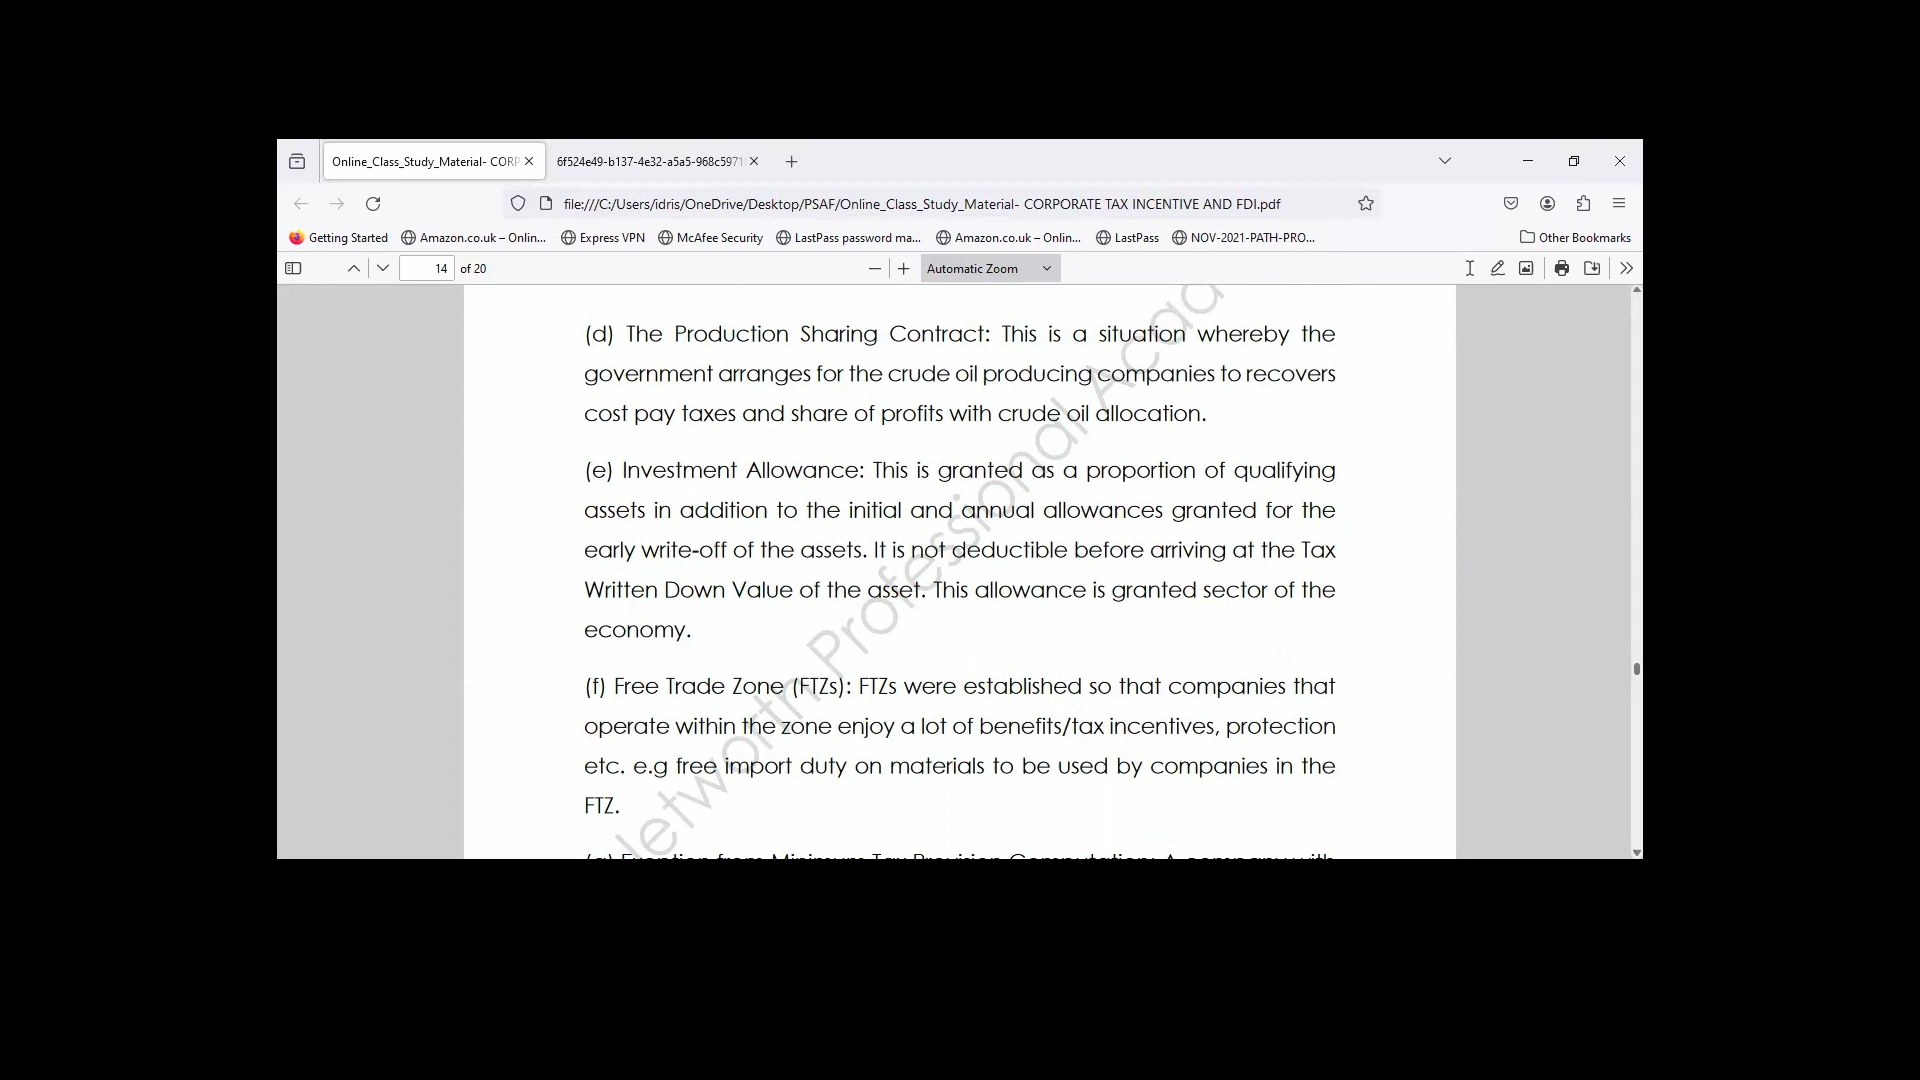 Online_Class_Study_Material- CORP
6f524e49-b137-4e32-a5a5-968c5971
file:///C:/Users/idris/OneDrive/Desktop/PSAF/Online_Class_Study_Material- CORPORATE TAX INCENTIVE AND FDI.pdf
Getting Started Amazon.co.uk – Onlin... Express VPN McAfee Security LastPass password ma... Amazon.co.uk – Onlin... LastPass NOV-2021-PATH-PRO... Other Bookmarks
14 of 20 Automatic Zoom
(d) The Production Sharing Contract: This is a situation whereby the
government arranges for the crude oil producing companies to recovers
cost pay taxes and share of profits with crude oil allocation.
(e) Investment Allowance: This is granted as a proportion of qualifying
assets in addition to the initial and annual allowances granted for the
early write-off of the assets. It is not deductible before arriving at the Tax
Written Down Value of the asset. This allowance is granted sector of the
economy.
(f) Free Trade Zone (FTZs): FTZs were established so that companies that
operate within the zone enjoy a lot of benefits/tax incentives, protection
etc. e.g free import duty on materials to be used by companies in the
FTZ.
from Minimum Tax Provision Computation: A company with
Professional